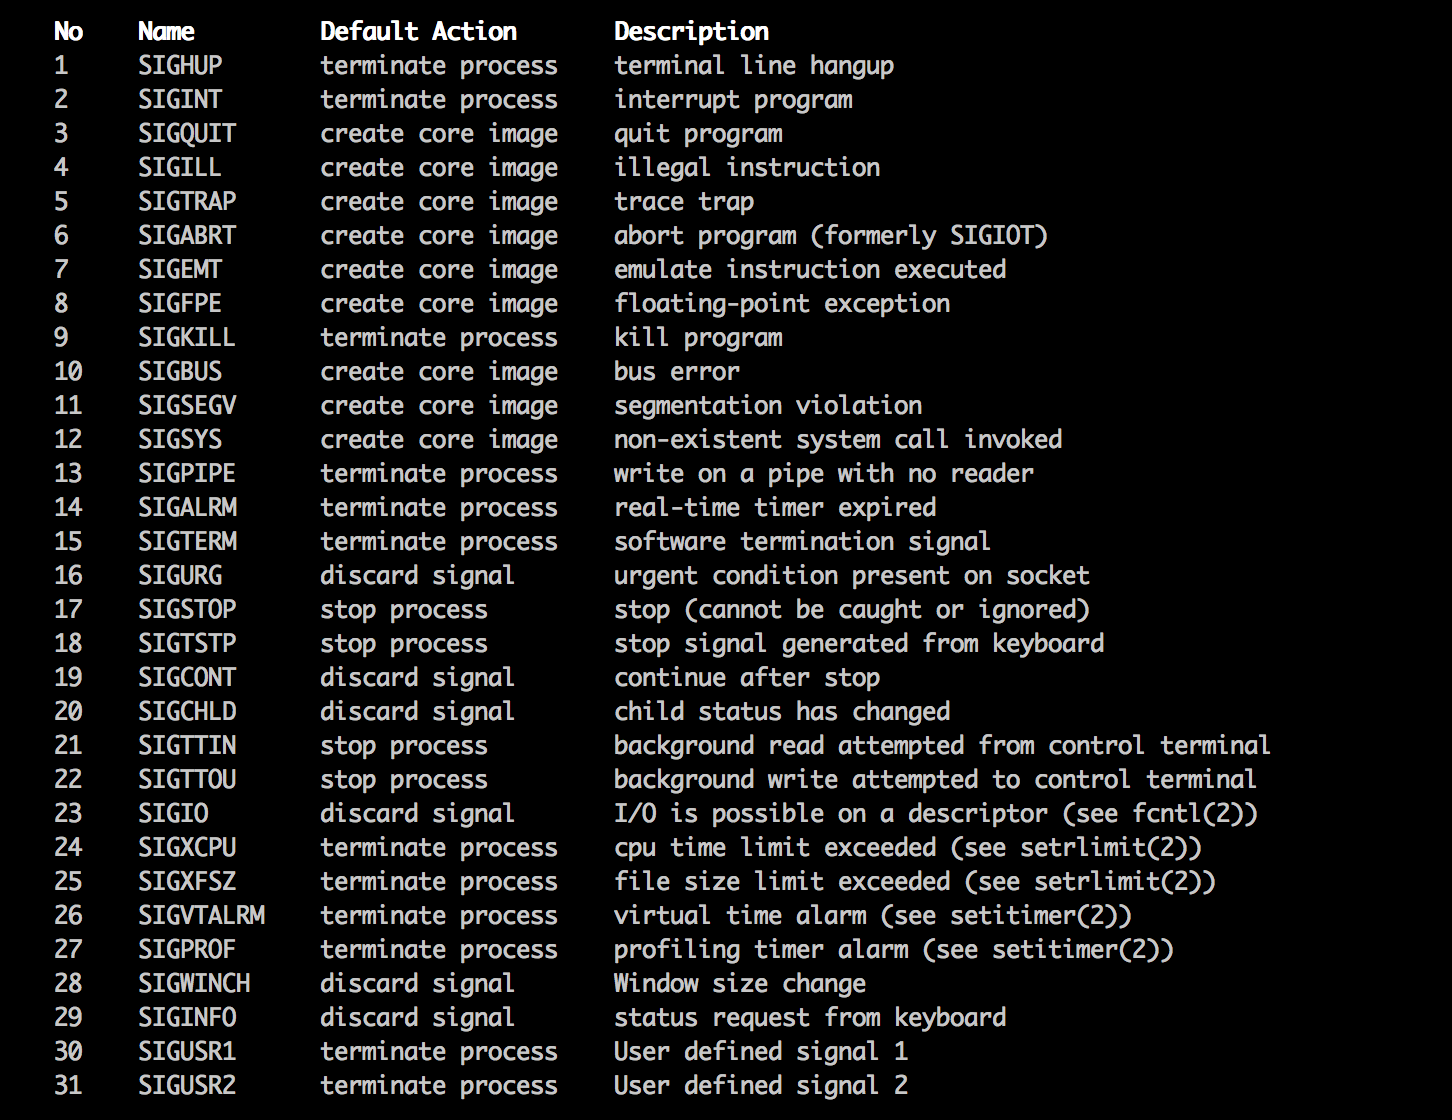 No    Name         Default Action       Description
1     SIGHUP       terminate process    terminal line hangup
2     SIGINT       terminate process    interrupt program
3     SIGQUIT      create core image    quit program
4     SIGILL       create core image    illegal instruction
5     SIGTRAP      create core image    trace trap
6     SIGABRT      create core image    abort program (formerly SIGIOT)
7     SIGEMT       create core image    emulate instruction executed
8     SIGFPE       create core image    floating-point exception
9     SIGKILL      terminate process    kill program
10    SIGBUS       create core image    bus error
11    SIGSEGV      create core image    segmentation violation
12    SIGSYS       create core image    non-existent system call invoked
13    SIGPIPE      terminate process    write on a pipe with no reader
14    SIGALRM      terminate process    real-time timer expired
15    SIGTERM      terminate process    software termination signal
16    SIGURG       discard signal       urgent condition present on socket
17    SIGSTOP      stop process         stop (cannot be caught or ignored)
18    SIGTSTP      stop process         stop signal generated from keyboard
19    SIGCONT      discard signal       continue after stop
20    SIGCHLD      discard signal       child status has changed
21    SIGTTIN      stop process         background read attempted from control terminal
22    SIGTTOU      stop process         background write attempted to control terminal
23    SIGIO        discard signal       I/O is possible on a descriptor (see fcntl(2))
24    SIGXCPU      terminate process    cpu time limit exceeded (see setrlimit(2))
25    SIGXFSZ      terminate process    file size limit exceeded (see setrlimit(2))
26    SIGVTALRM    terminate process    virtual time alarm (see setitimer(2))
27    SIGPROF      terminate process    profiling timer alarm (see setitimer(2))
28    SIGWINCH     discard signal       Window size change
29    SIGINFO      discard signal       status request from keyboard
30    SIGUSR1      terminate process    User defined signal 1
31    SIGUSR2      terminate process    User defined signal 2